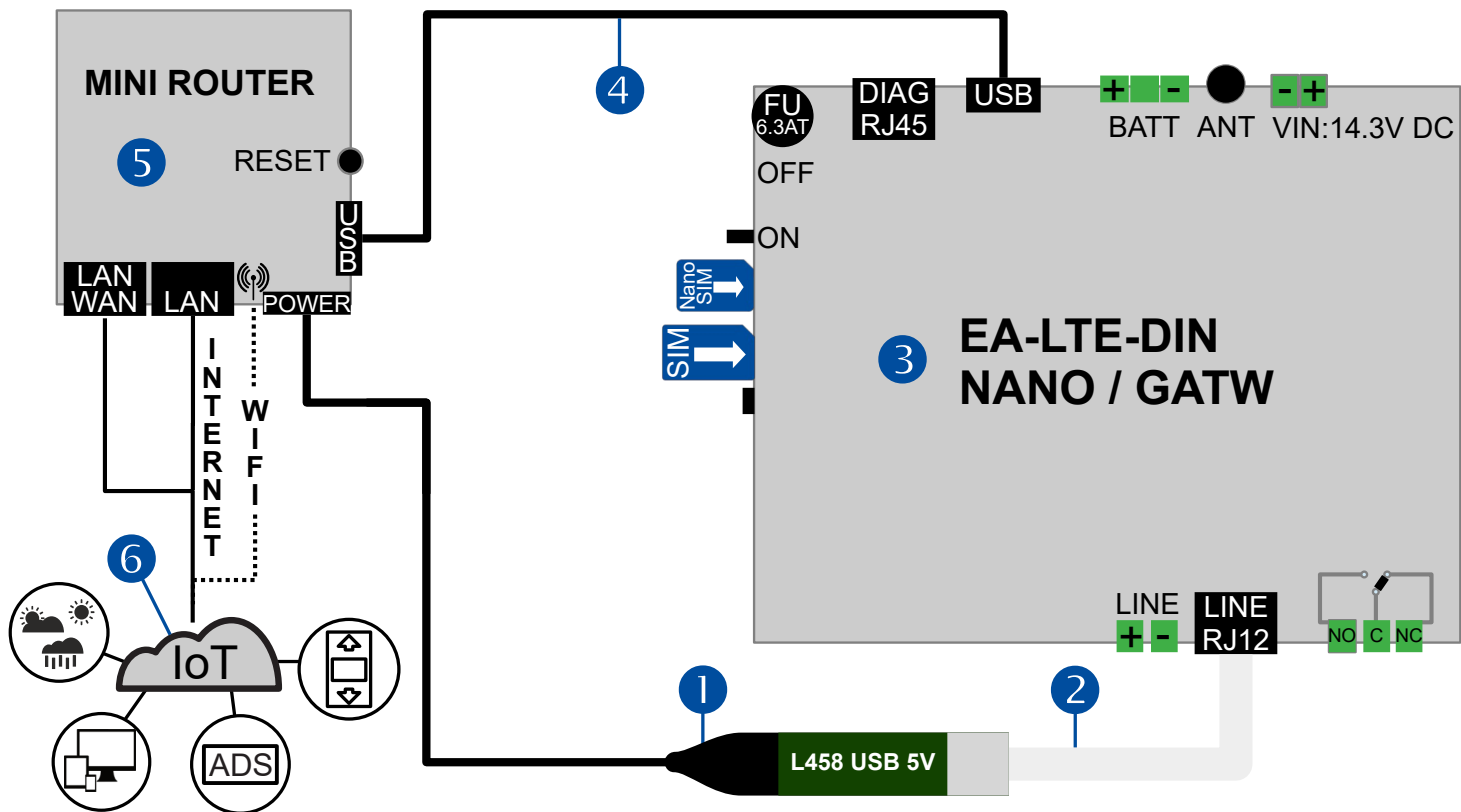 MINI ROUTER
5
RESET
USB
LAN
WAN
LAN
POWER
INTERNET
WIFI
4
FU
6.3AT
DIAG
RJ45
USB
+ -
BATT
ANT
- +
VIN:14.3V DC
OFF
ON
Nano
SIM
SIM
3
EA-LTE-DIN
NANO / GATW
LINE
+ -
LINE
RJ12
NO
C
NC
6
IoT
ADS
1
L458 USB 5V
2